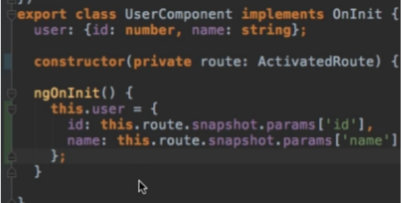 })
export class UserComponent implements OnInit {
user: {id: number, name: string};
constructor(private route: ActivatedRoute) {
ngOnInit() {
this.user = {
id: this.route.snapshot.params['id'],
name: this.route.snapshot.params['name']
};
}
}